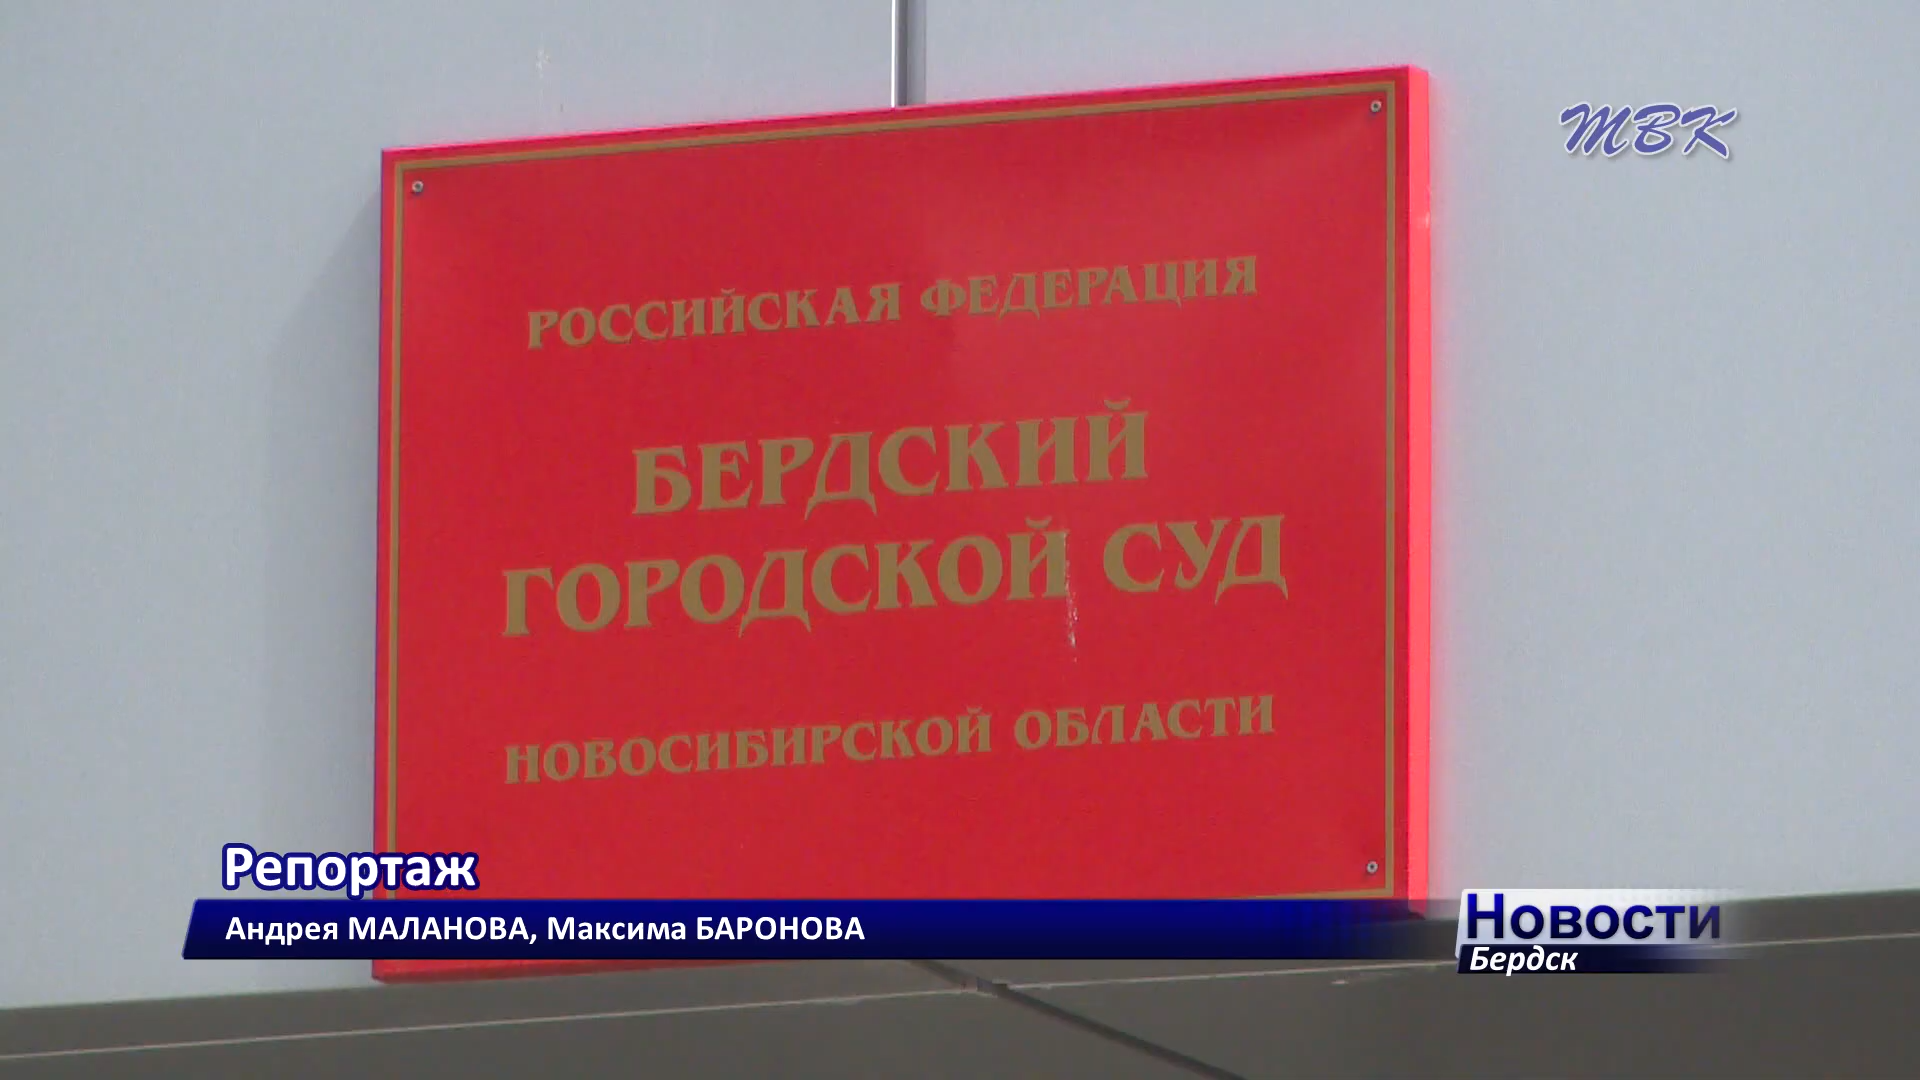 ТВК
РОССИЙСКАЯ ФЕДЕРАЦИЯ
БЕРДСКИЙ
ГОРОДСКОЙ СУД
НОВОСИБИРСКОЙ ОБЛАСТИ
Репортаж
Андрея МАЛАНОВА, Максима БАРОНОВА
Новости
Бердск